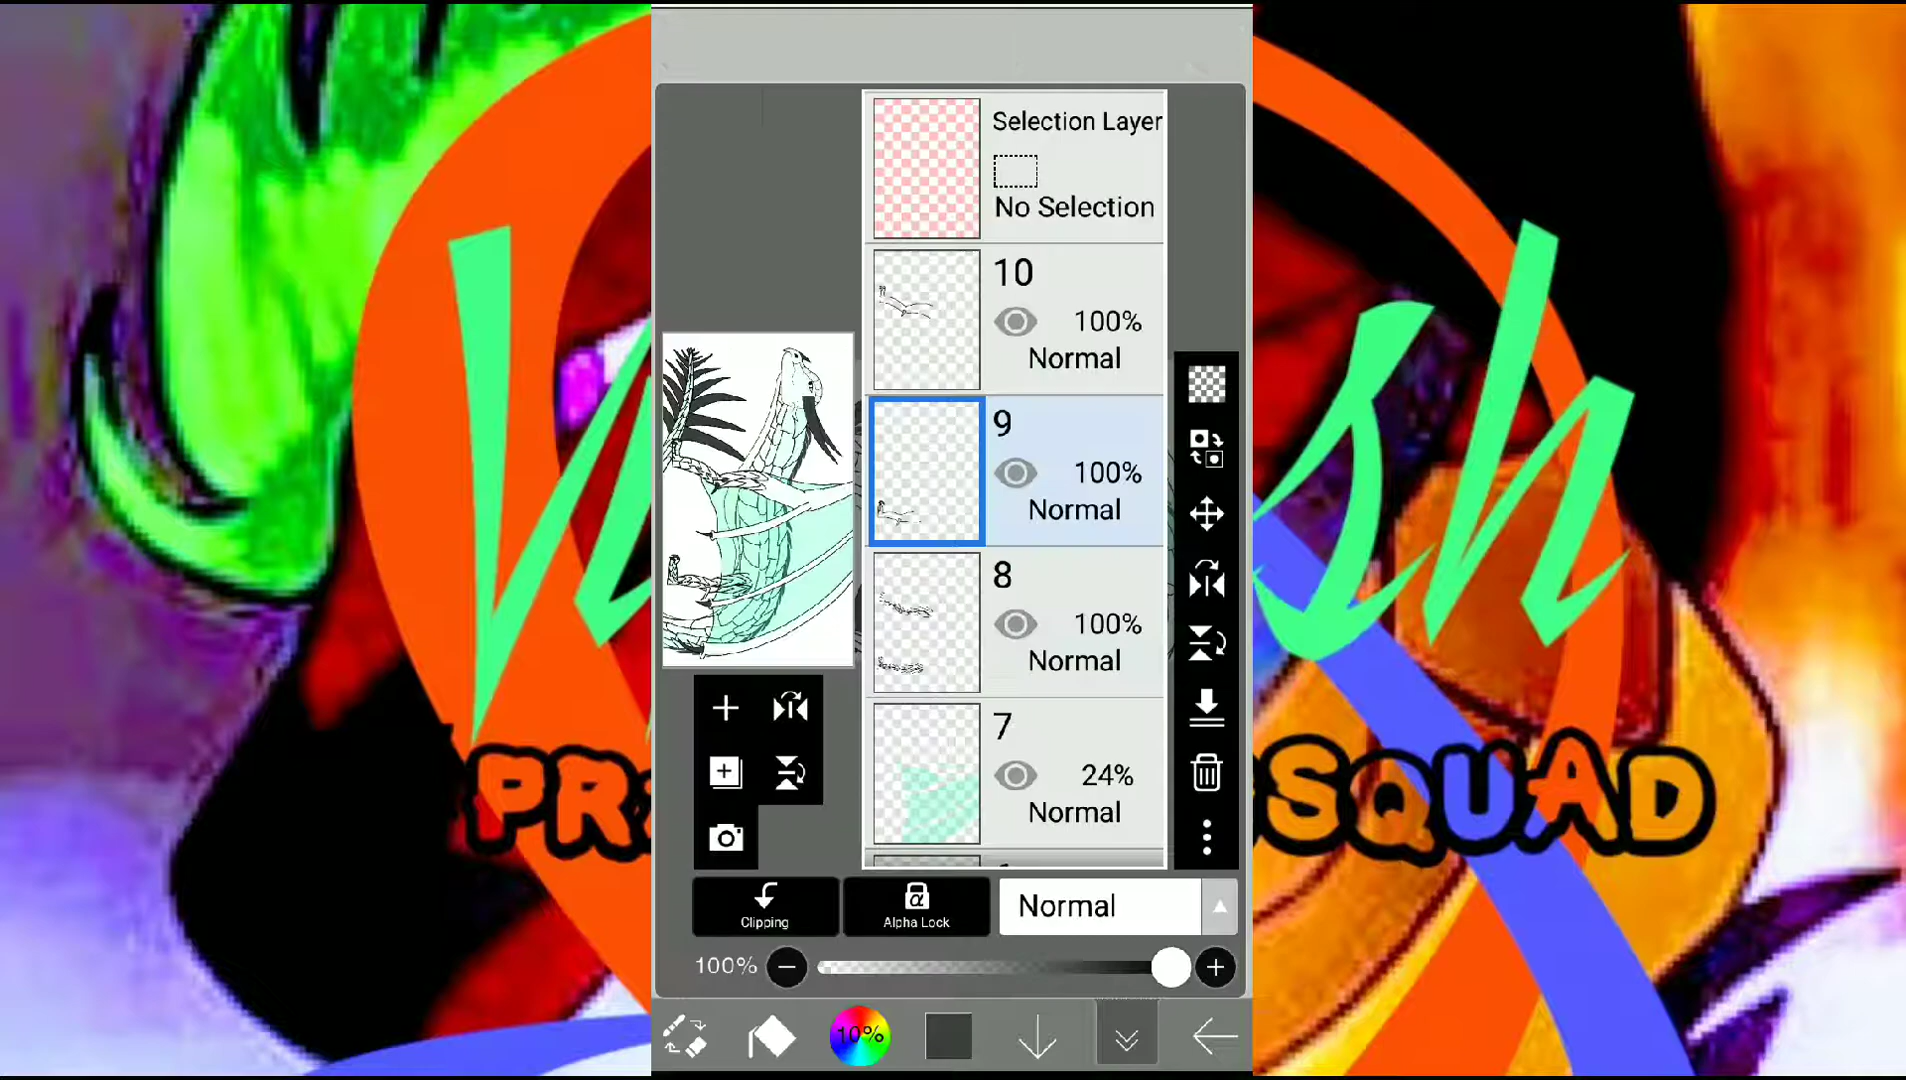 Selection Layer
No Selection
10
100%
Normal
9
100%
Normal
8
100%
Normal
7
24%
Normal
sh
SQUAD
Clipping
α
Alpha Lock
Normal
100%
10%